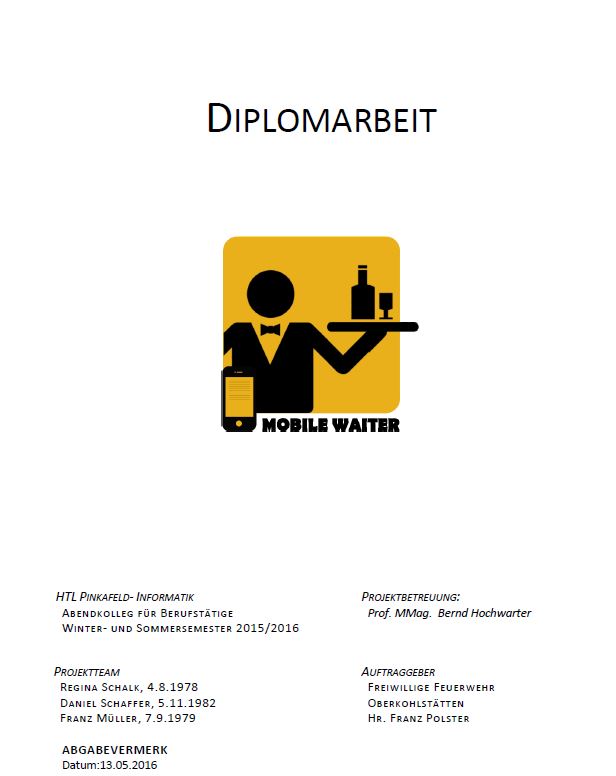 DIPLOMARBEIT
MOBILE WAITER
HTL PINKAFELD- INFORMATIK
ABENDKOLLEG FÜR BERUFSTÄTIGE
WINTER- UND SOMMERSEMESTER 2015/2016
PROJEKTBETREUUNG:
Prof. MMag. Bernd Hochwarter
PROJEKTTEAM
REGINA SCHALK, 4.8.1978
DANIEL SCHAFFER, 5.11.1982
FRANZ MÜLLER, 7.9.1979
AUFTRAGGEBER
FREIWILLIGE FEUERWEHR
OBERKOHLSTÄTTEN
HR. FRANZ POLSTER
ABGABEVERMERK
Datum:13.05.2016